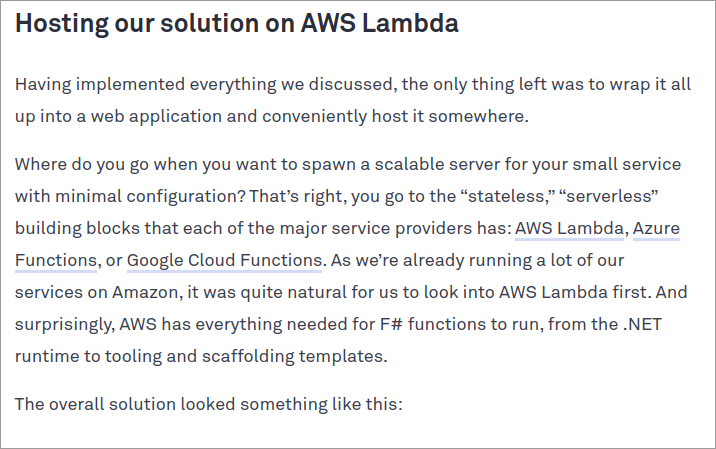 Hosting our solution on AWS Lambda
Having implemented everything we discussed, the only thing left was to wrap it all
up into a web application and conveniently host it somewhere.
Where do you go when you want to spawn a scalable server for your small service
with minimal configuration? That’s right, you go to the “stateless,” “serverless”
building blocks that each of the major service providers has: AWS Lambda, Azure
Functions, or Google Cloud Functions. As we’re already running a lot of our
services on Amazon, it was quite natural for us to look into AWS Lambda first. And
surprisingly, AWS has everything needed for F# functions to run, from the .NET
runtime to tooling and scaffolding templates.
The overall solution looked something like this: